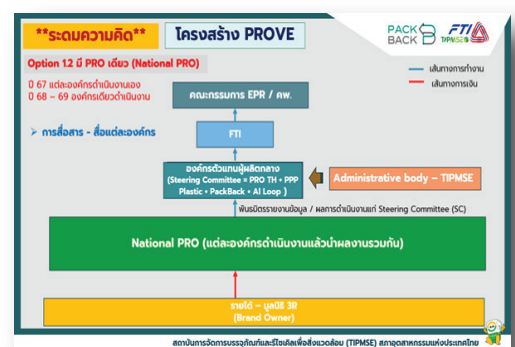 **ระดมความคิด**
โครงสร้าง PROVE
PACK BACK
FTI
TIPMSE
Option 1.2 มี PRO เดียว (National PRO)
ปี 67 แต่ละองค์กรดำเนินงานเอง
ปี 68 – 69 องค์กรเดียวดำเนินงาน
➢ การสื่อสาร - สื่อแต่ละองค์กร
เส้นทางการทำงาน
เส้นทางการเงิน
คณะกรรมการ EPR / คพ.
FTI
องค์กรตัวแทนผู้ผลิตกลาง
(Steering Committee = PRO TH + PPP
Plastic + PackBack + Al Loop )
Administrative body – TIPMSE
พันธมิตรรายงานข้อมูล / ผลการดำเนินงานแก่ Steering Committee (SC)
National PRO (แต่ละองค์กรดำเนินงานแล้วนำผลงานรวมกัน)
รายได้ – มูลนิธิ 3R
(Brand Owner)
สถาบันการจัดการบรรจุภัณฑ์และรีไซเคิลเพื่อสิ่งแวดล้อม (TIPMSE) สภาอุตสาหกรรมแห่งประเทศไทย